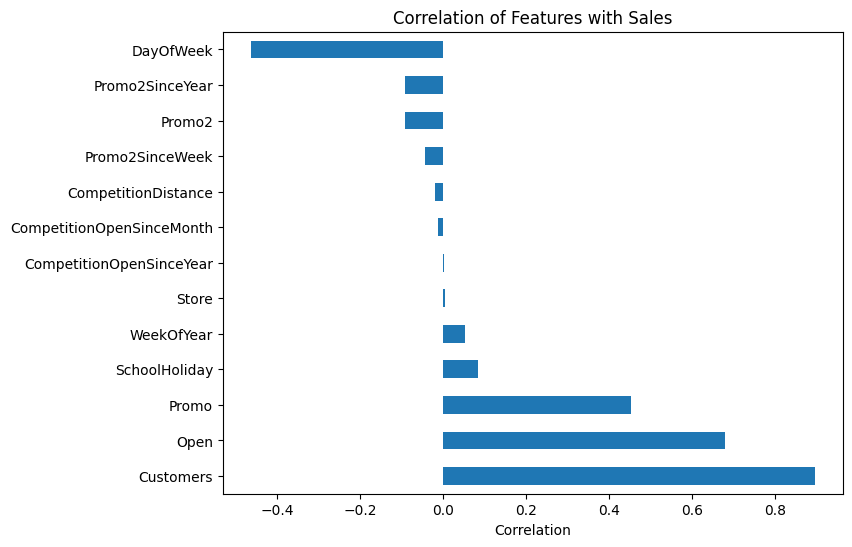 Correlation of Features with Sales
DayOfWeek
Promo2SinceYear
Promo2
Promo2SinceWeek
CompetitionDistance
CompetitionOpenSinceMonth
CompetitionOpenSinceYear
Store
WeekOfYear
SchoolHoliday
Promo
Open
Customers
−0.4 −0.2 0.0 0.2 0.4 0.6 0.8
Correlation